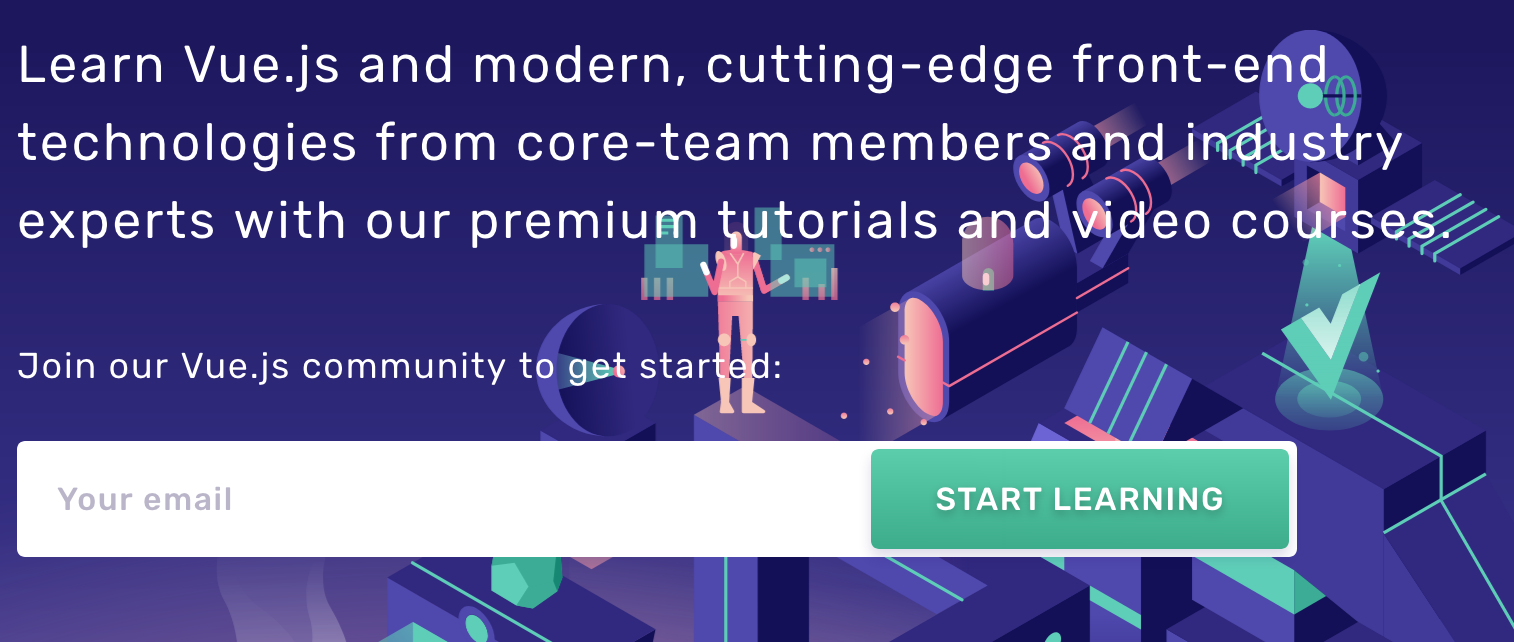 Learn Vue.js and modern, cutting-edge front-end
technologies from core-team members and industry
experts with our premium tutorials and video courses.
Join our Vue.js community to get started:
Your email
START LEARNING